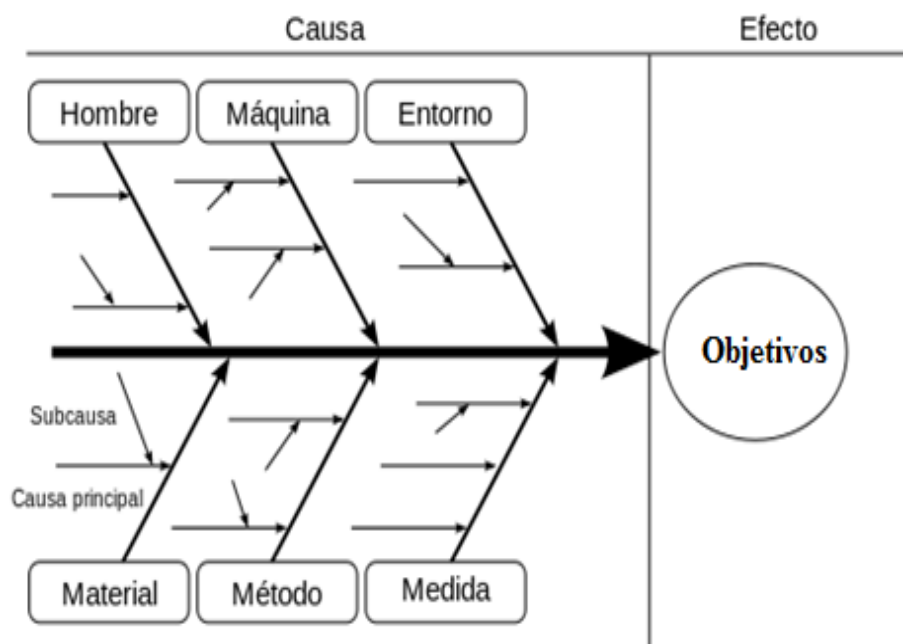 Causa
Efecto
Hombre
Máquina
Entorno
Objetivos
Subcausa
Causa principal
Material
Método
Medida